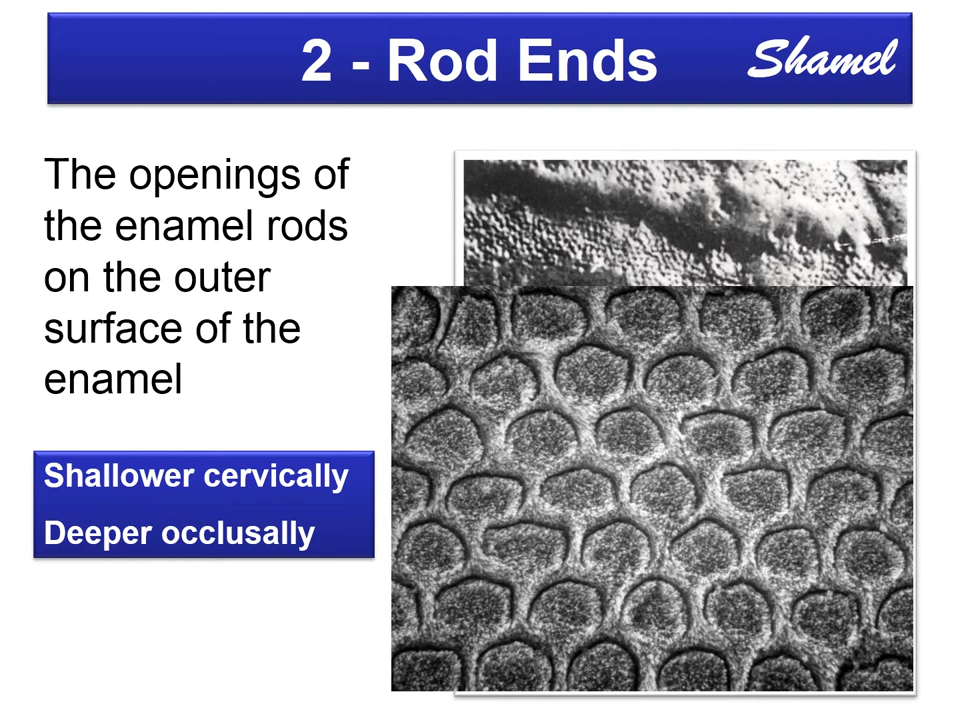 2 - Rod Ends
Shamel
The openings of
the enamel rods
on the outer
surface of the
enamel
Shallower cervically
Deeper occlusally